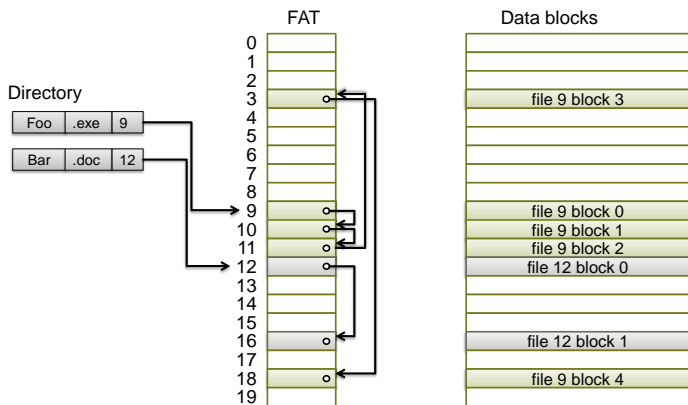 FAT
Data blocks
0
1
2
Directory
3
file 9 block 3
4
Foo .exe 9
5
6
Bar .doc 12
7
8
9
file 9 block 0
10
file 9 block 1
11
file 9 block 2
12
file 12 block 0
13
14
15
16
file 12 block 1
17
18
file 9 block 4
19